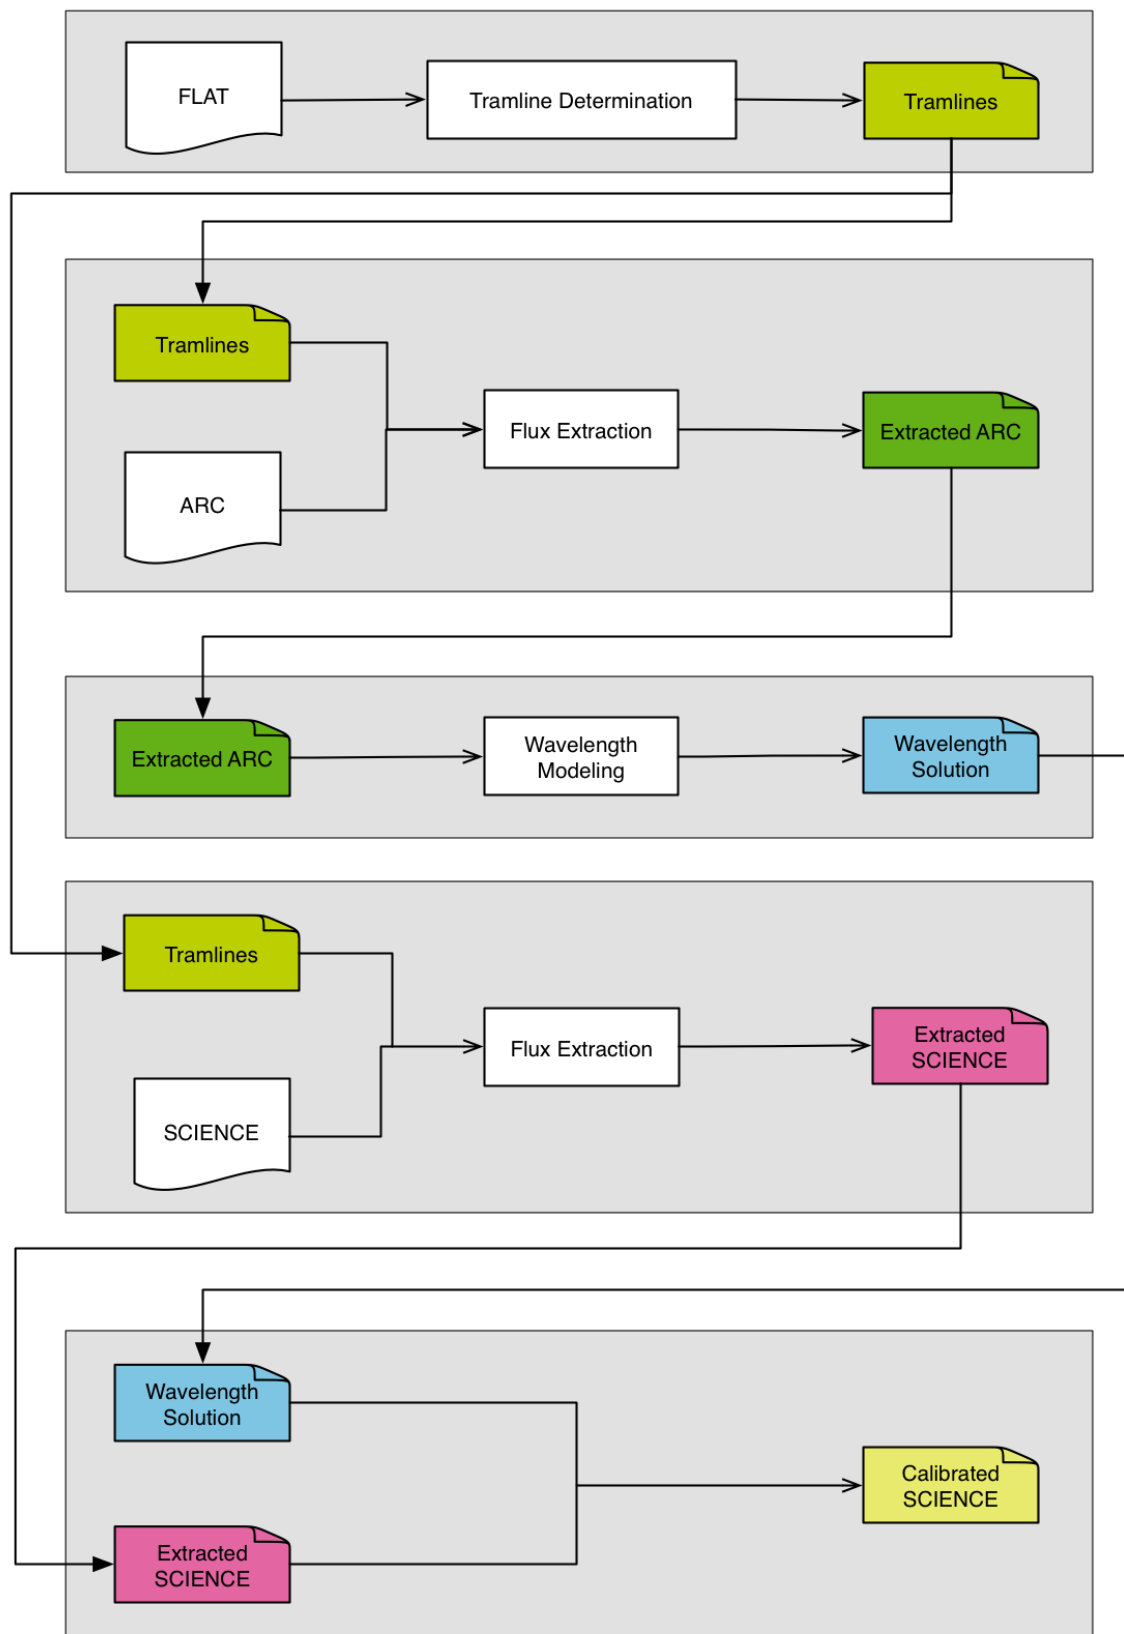 FLAT
Tramline Determination
Tramlines
Tramlines
ARC
Flux Extraction
Extracted ARC
Extracted ARC
Wavelength
Modeling
Wavelength
Solution
Tramlines
SCIENCE
Flux Extraction
Extracted
SCIENCE
Wavelength
Solution
Extracted
SCIENCE
Calibrated
SCIENCE